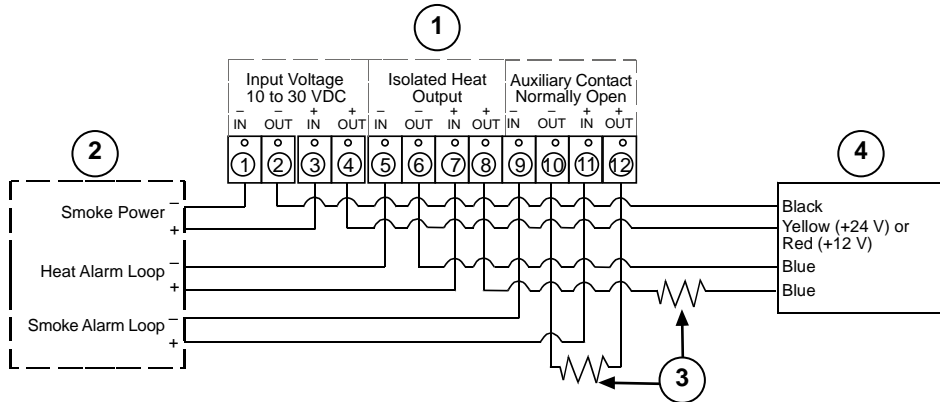 1
Input Voltage
10 to 30 VDC
Isolated Heat
Output
Auxiliary Contact
Normally Open
− − + + − − + + − − + +
IN OUT IN OUT IN OUT IN OUT IN OUT IN OUT
1 2 3 4 5 6 7 8 9 10 11 12
2
Smoke Power −
+
Heat Alarm Loop −
+
Smoke Alarm Loop −
+
4
Black
Yellow (+24 V) or
Red (+12 V)
Blue
Blue
3